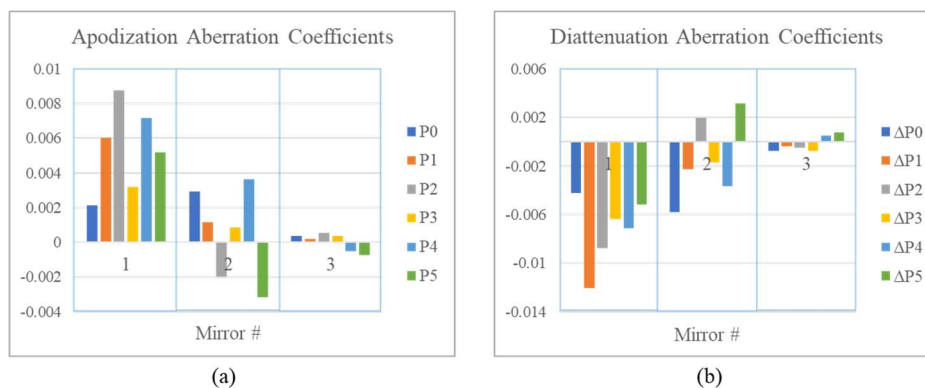 Apodization Aberration Coefficients
0.01
0.008
0.006
0.004
0.002
0
-0.002
-0.004
1
2
3
Mirror #
P0
P1
P2
P3
P4
P5
(a)
Diattenuation Aberration Coefficients
0.006
0.002
-0.002
-0.006
-0.01
-0.014
1
2
3
Mirror #
ΔP0
ΔP1
ΔP2
ΔP3
ΔP4
ΔP5
(b)